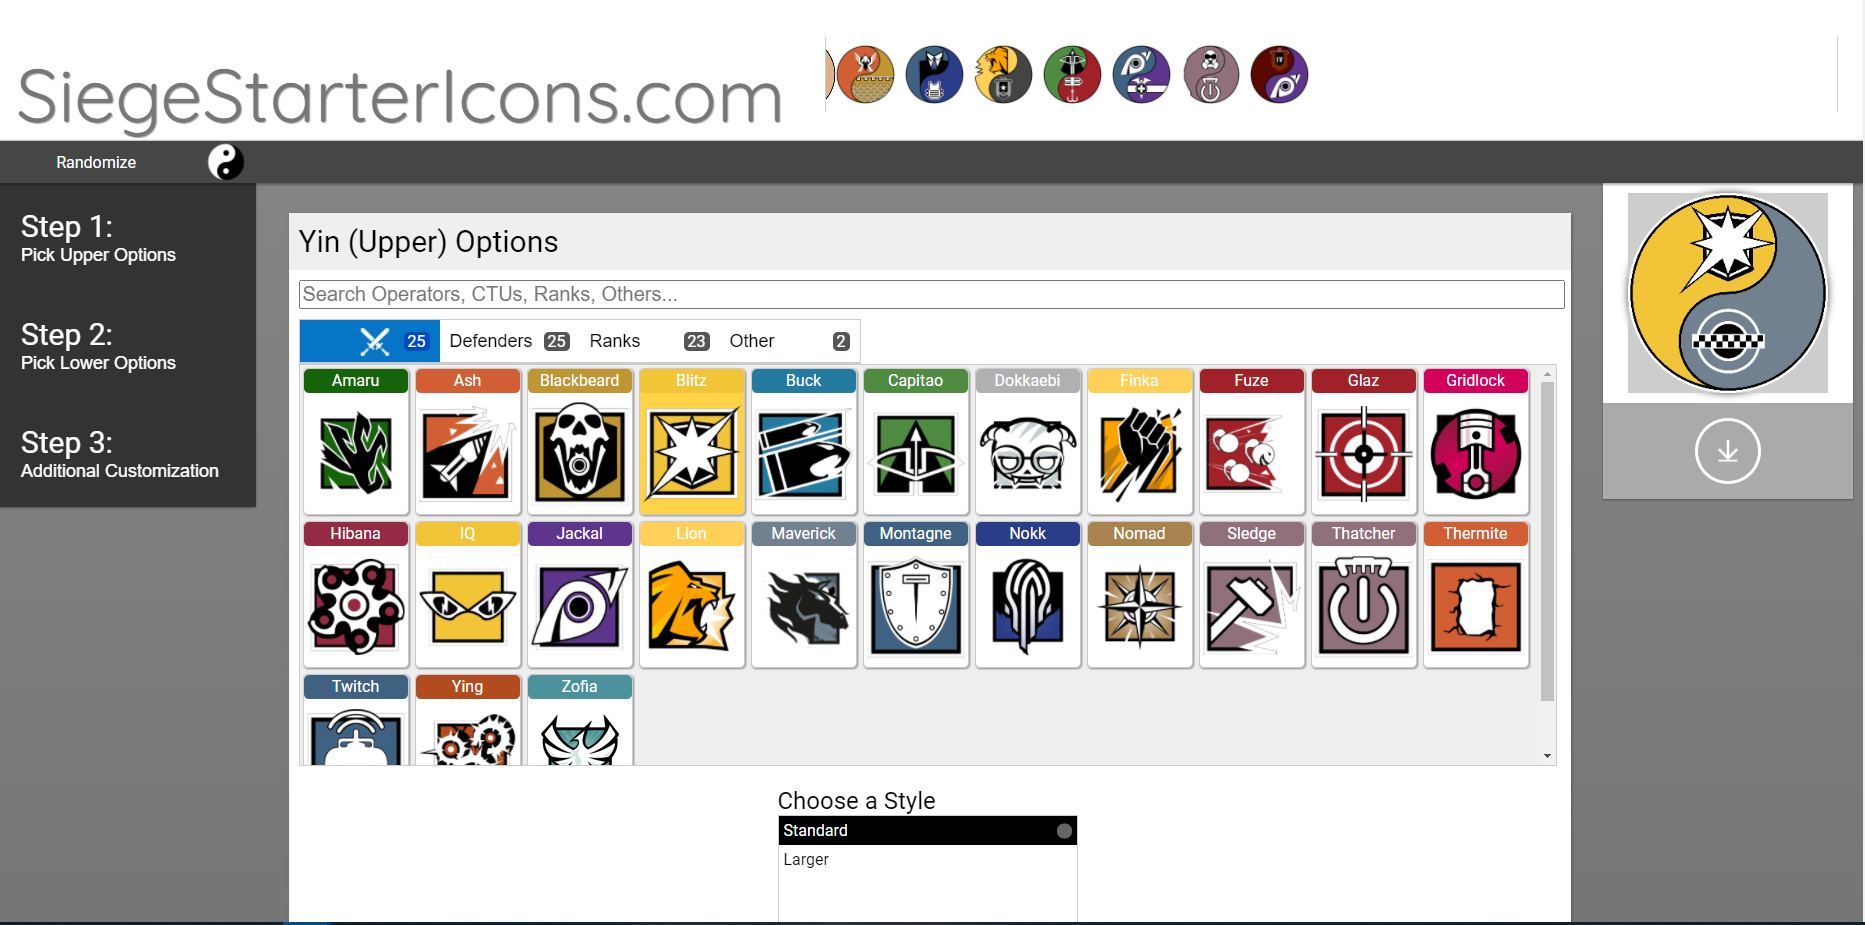 SiegeStarterIcons.com
Randomize
Step 1:
Pick Upper Options
Step 2:
Pick Lower Options
Step 3:
Additional Customization
Yin (Upper) Options
Search Operators, CTUs, Ranks, Others...
25 Defenders 25 Ranks 23 Other 2
Amaru Ash Blackbeard Blitz Buck Capitao Dokkaebi Finka Fuze Glaz Gridlock
Hibana IQ Jackal Lion Maverick Montagne Nokk Nomad Sledge Thatcher Thermite
Twitch Ying Zofia
Choose a Style
Standard
Larger